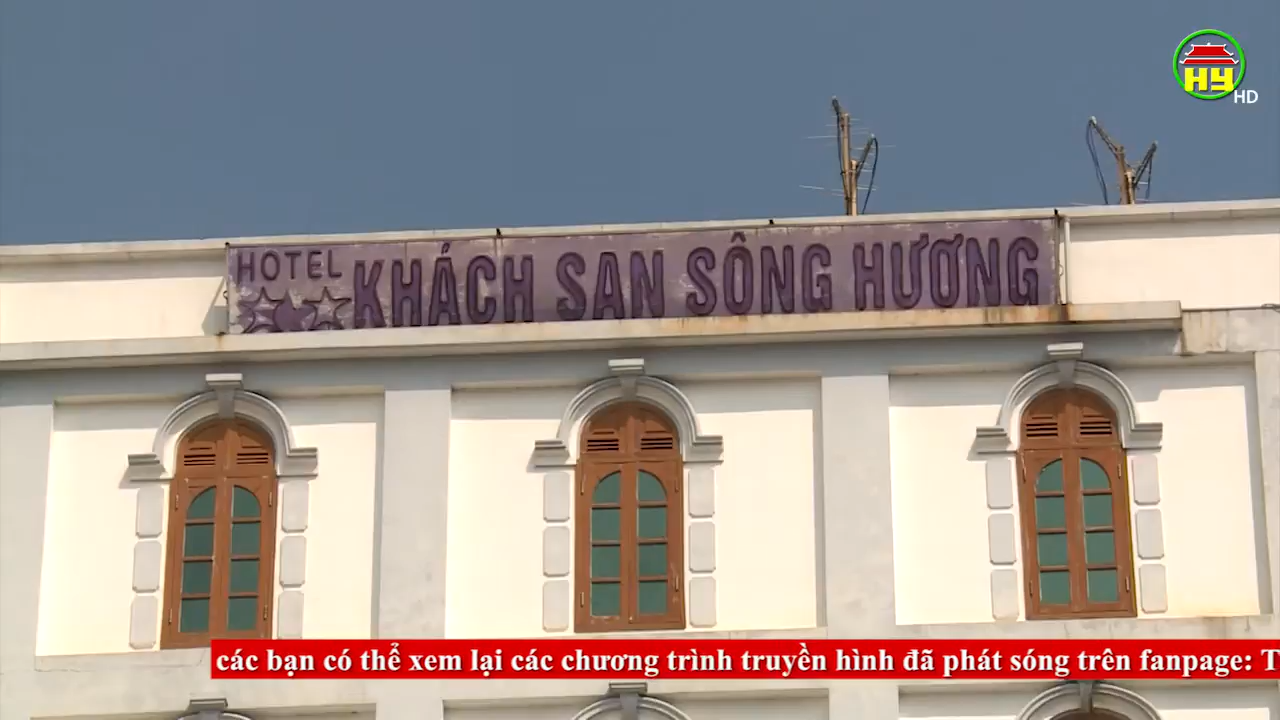 HY
HD
HOTEL
KHÁCH SAN SÔNG HƯƠNG
các bạn có thể xem lại các chương trình truyền hình đã phát sóng trên fanpage: T